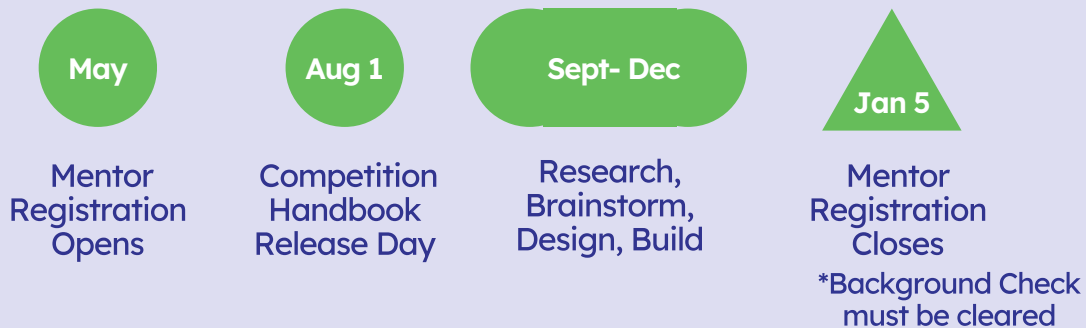 May
Mentor
Registration
Opens
Aug 1
Competition
Handbook
Release Day
Sept- Dec
Research,
Brainstorm,
Design, Build
Jan 5
Mentor
Registration
Closes
*Background Check
must be cleared